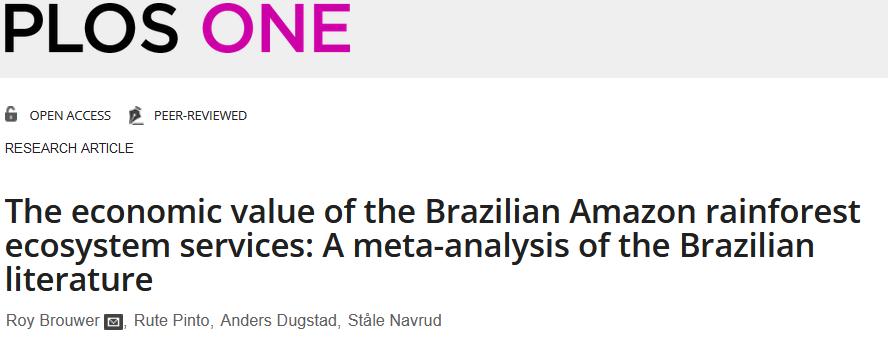 PLOS ONE
OPEN ACCESS PEER-REVIEWED
RESEARCH ARTICLE
The economic value of the Brazilian Amazon rainforest
ecosystem services: A meta-analysis of the Brazilian
literature
Roy Brouwer, Rute Pinto, Anders Dugstad, Ståle Navrud